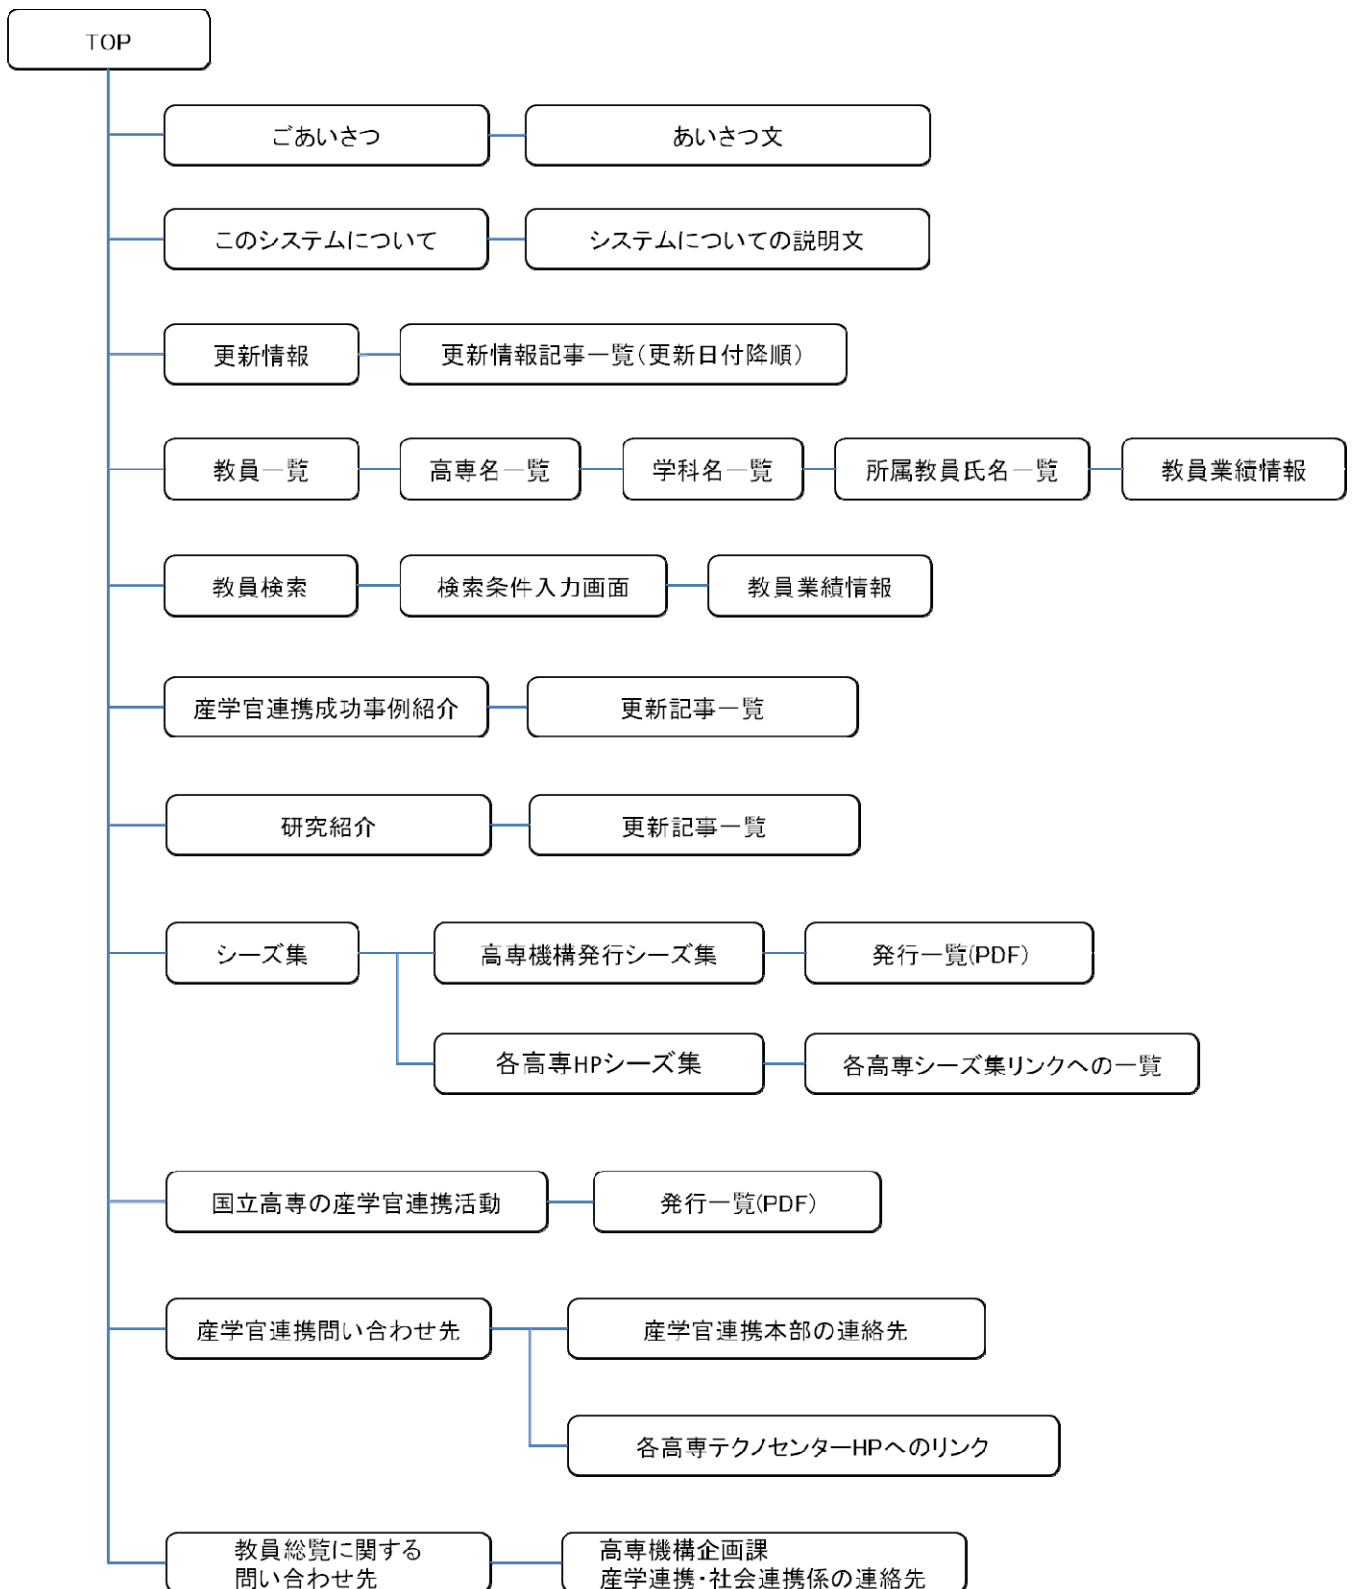 TOP
ごあいさつ
あいさつ文
このシステムについて
システムについての説明文
更新情報
更新情報記事一覧(更新日付降順)
教員一覧
高専名一覧
学科名一覧
所属教員氏名一覧
教員業績情報
教員検索
検索条件入力画面
教員業績情報
産学官連携成功事例紹介
更新記事一覧
研究紹介
更新記事一覧
シーズ集
高専機構発行シーズ集
発行一覧(PDF)
各高専HPシーズ集
各高専シーズ集リンクへの一覧
国立高専の産学官連携活動
発行一覧(PDF)
産学官連携問い合わせ先
産学官連携本部の連絡先
各高専テクノセンターHPへのリンク
教員総覧に関する
問い合わせ先
高専機構企画課
産学連携・社会連携係の連絡先